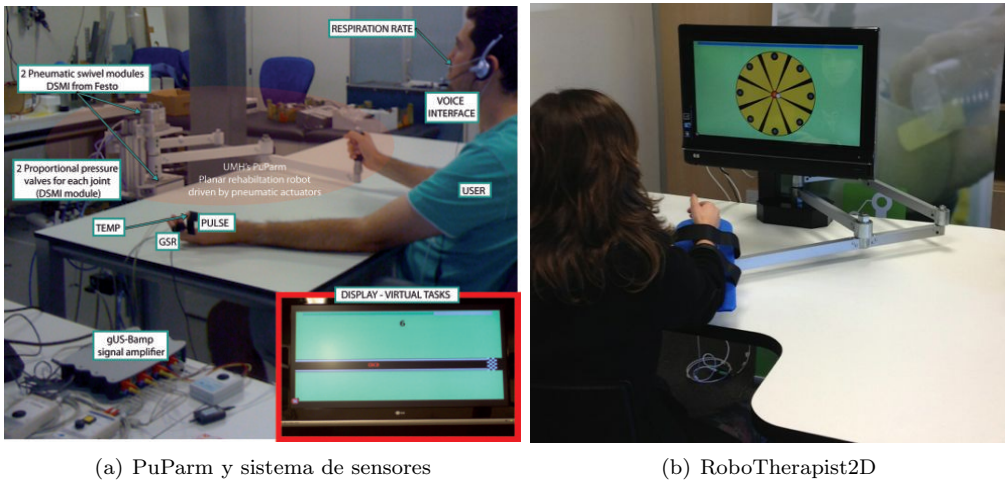 RESPIRATION RATE
2 Pneumatic swivel modules
DSMI from Festo
VOICE
INTERFACE
UMH's PuParm
Planar rehabiltation robot
driven by pneumatic actuators
2 Proportional pressure
valves for each joint
(DSMI module)
USER
TEMP
PULSE
GSR
DISPLAY - VIRTUAL TASKS
6
gUS-Bamp
signal amplifier
(a) PuParm y sistema de sensores
(b) RoboTherapist2D